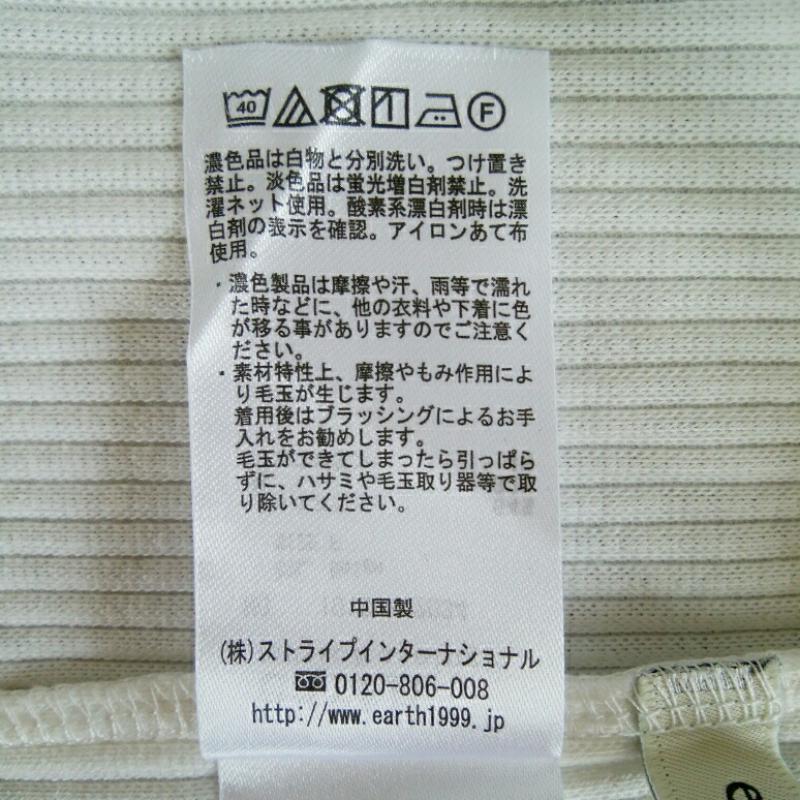 40 F
濃色品は白物と分別洗い。つけ置き
禁止。淡色品は蛍光増白剤禁止。洗
濯ネット使用。酸素系漂白剤時は漂
白剤の表示を確認。アイロンあて布
使用。
・濃色製品は摩擦や汗、雨等で濡れ
た時などに、他の衣料や下着に色
が移る事がありますのでご注意く
ださい。
・素材特性上、摩擦やもみ作用によ
り毛玉が生じます。
着用後はブラッシングによるお手
入れをお勧めします。
毛玉ができてしまったら引っぱら
ずに、ハサミや毛玉取り器等で取
り除いてください。
中国製
(株)ストライプインターナショナル
0120-806-008
http://www.earth1999.jp
e